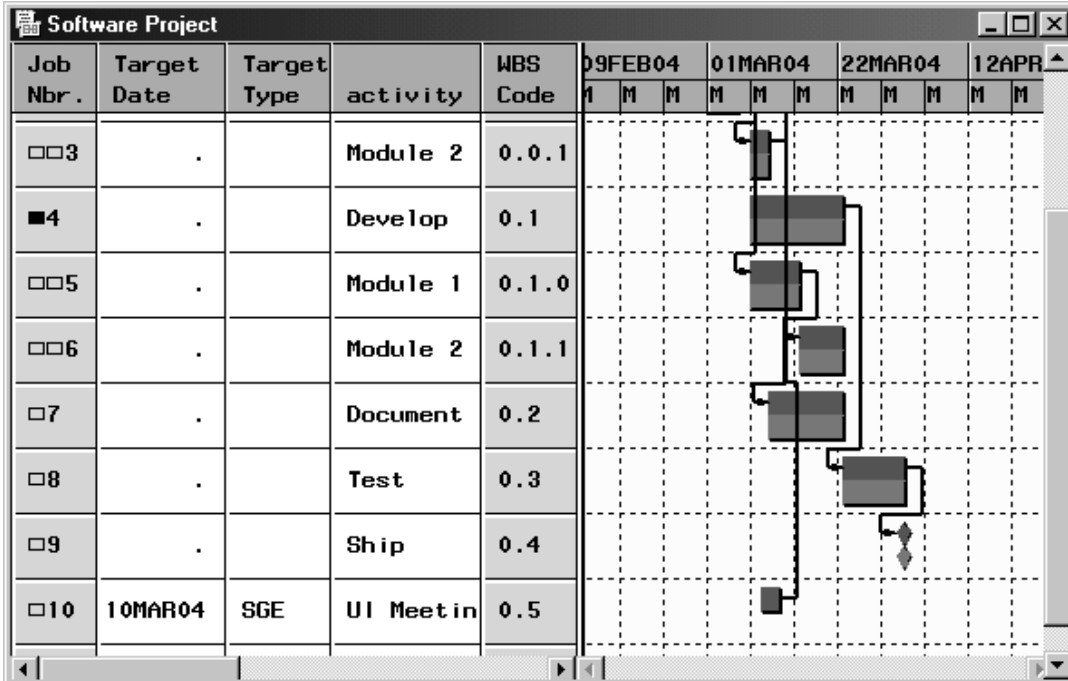 Software Project
Job Nbr. Target Date Target Type activity WBS Code
09FEB04 01MAR04 22MAR04 12APR
M M M M M M M M M M
3 . Module 2 0.0.1
4 . Develop 0.1
5 . Module 1 0.1.0
6 . Module 2 0.1.1
7 . Document 0.2
8 . Test 0.3
9 . Ship 0.4
10 10MAR04 SGE UI Meetin 0.5